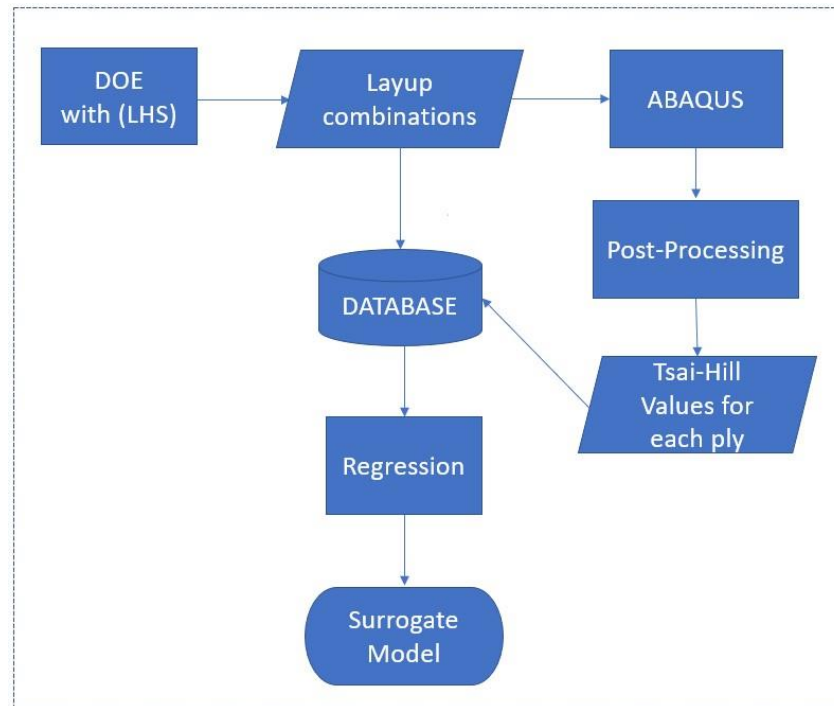 DOE
with (LHS)
Layup
combinations
ABAQUS
Post-Processing
DATABASE
Tsai-Hill
Values for
each ply
Regression
Surrogate
Model